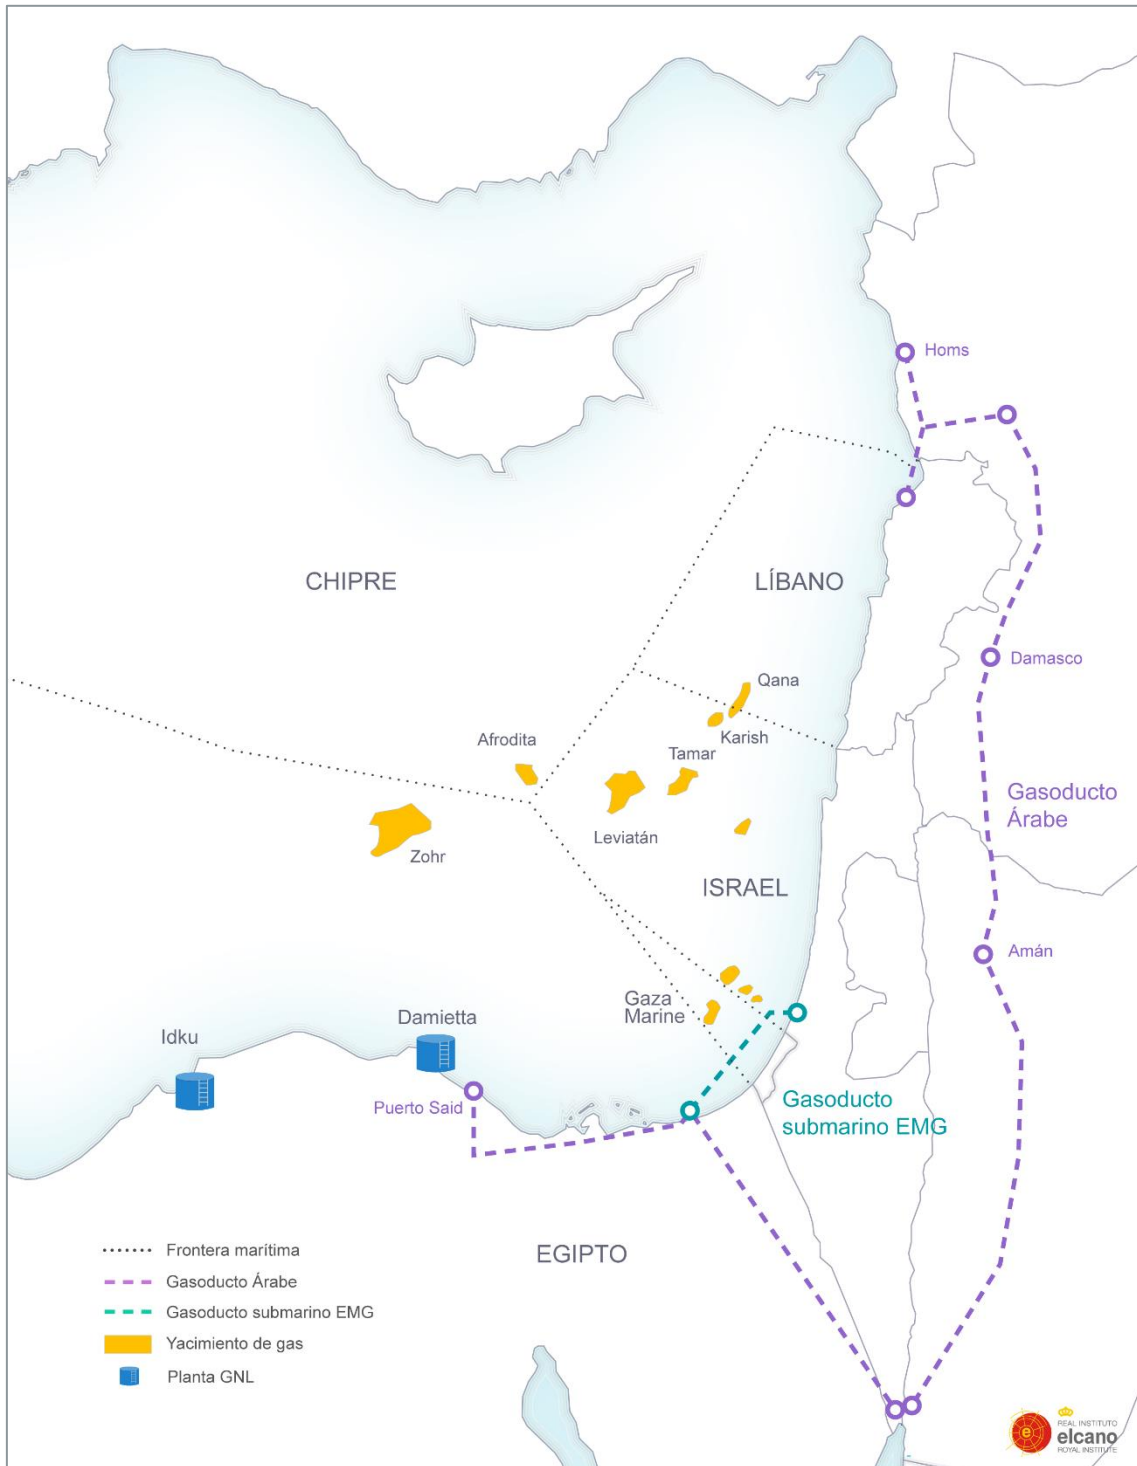 Homs
CHIPRE
LÍBANO
Damasco
Qana
Karish
Afrodita
Tamar
Gasoducto
Árabe
Leviatán
Zohr
ISRAEL
Amán
Gaza
Marine
Damietta
Idku
Puerto Said
Gasoducto
submarino EMG
EGIPTO
Frontera marítima
Gasoducto Árabe
Gasoducto submarino EMG
Yacimiento de gas
Planta GNL
e
REAL INSTITUTO
elcano
ROYAL INSTITUTE